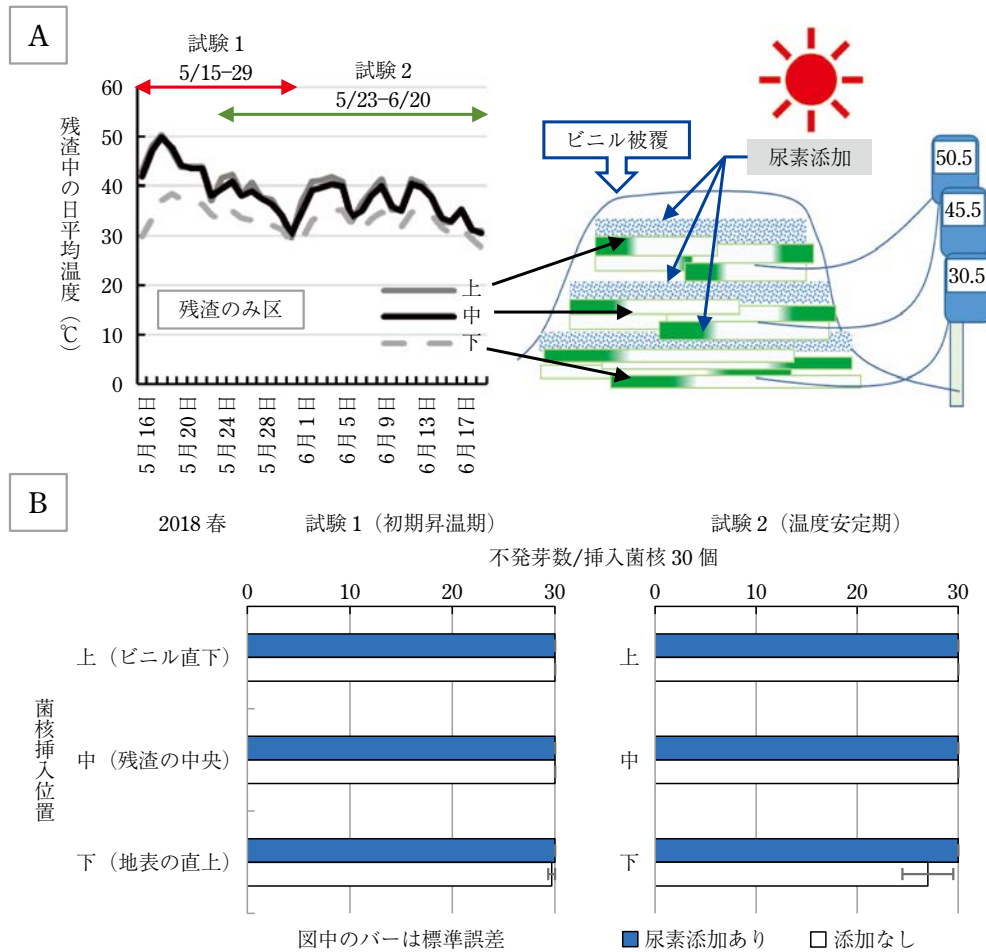 A
試験 1
5/15–29
試験 2
5/23–6/20
残渣中の日平均温度（℃）
60
50
40
30
20
10
0
残渣のみ区
上
中
下
5月16日
5月20日
5月24日
5月28日
6月1日
6月5日
6月9日
6月13日
6月17日
ビニル被覆
尿素添加
50.5
45.5
30.5
B
2018 春
試験 1（初期昇温期）
試験 2（温度安定期）
不発芽数/挿入菌核 30 個
0 10 20 30
0 10 20 30
菌核挿入位置
上（ビニル直下）
中（残渣の中央）
下（地表の直上）
上
中
下
図中のバーは標準誤差
尿素添加あり
添加なし